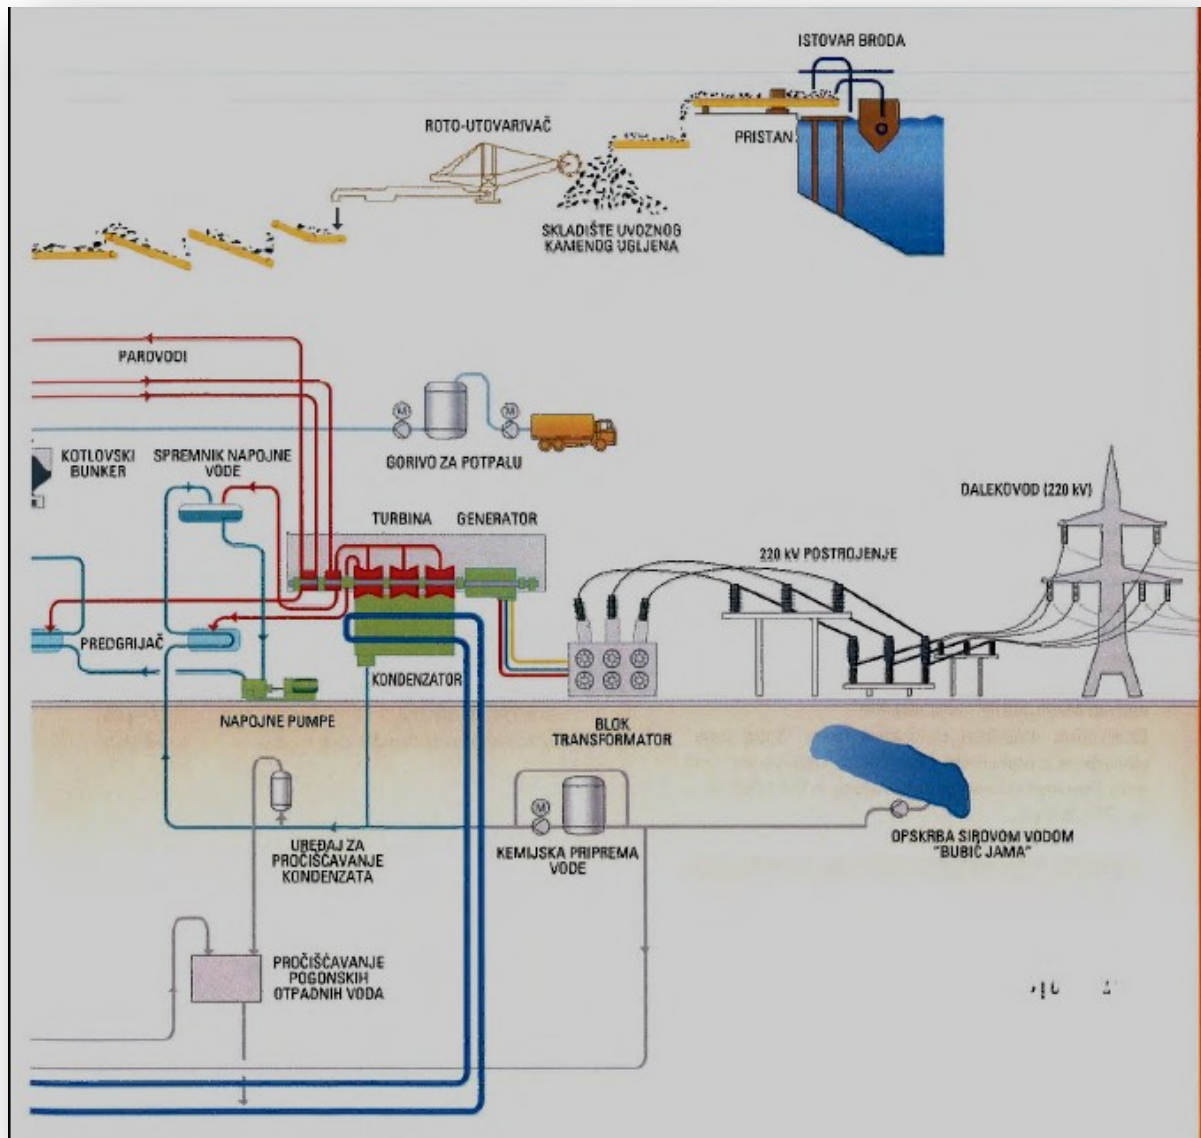 ISTOVAR BRODA
ROTO-UTOVARIVAČ
PRISTAN
SKLADIŠTE UVOZNOG
KAMENOG UGLJENA
PAROVODI
M
M
KOTLOVSKI
BUNKER
SPREMNIK NAPOJNE
VODE
GORIVO ZA POTPALU
DALEKOVOD (220 kV)
TURBINA
GENERATOR
220 kV POSTROJENJE
PREDGRIJAČ
KONDENZATOR
NAPOJNE PUMPE
BLOK
TRANSFORMATOR
M
UREĐAJ ZA
PROČIŠĆAVANJE
KONDENZATA
KEMIJSKA PRIPREMA
VODE
OPSKRBA SIROVOM VODOM
"BUBIĆ JAMA"
PROČIŠĆAVANJE
POGONSKIH
OTPADNIH VODA